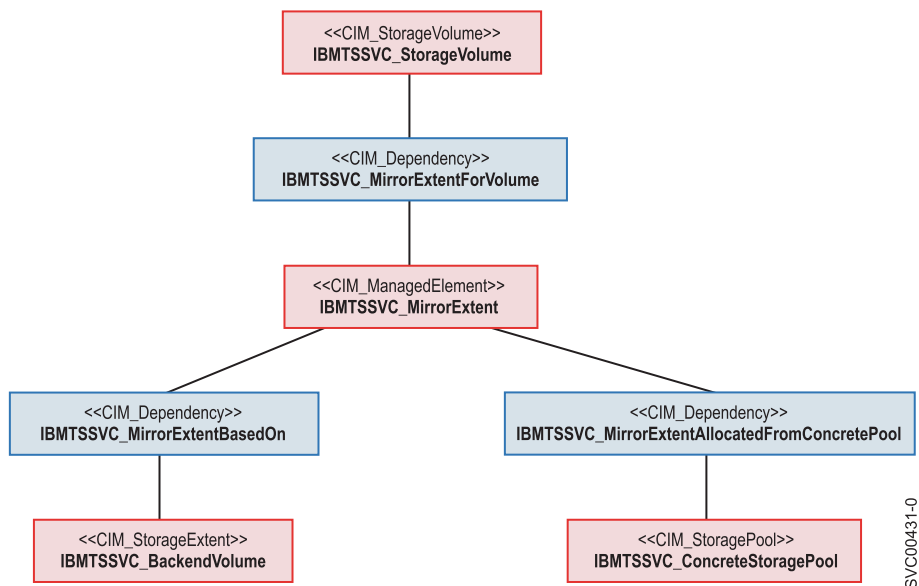 <<CIM_StorageVolume>>
IBMTSSVC_StorageVolume
<<CIM_Dependency>>
IBMTSSVC_MirrorExtentForVolume
<<CIM_ManagedElement>>
IBMTSSVC_MirrorExtent
<<CIM_Dependency>>
IBMTSSVC_MirrorExtentBasedOn
<<CIM_Dependency>>
IBMTSSVC_MirrorExtentAllocatedFromConcretePool
<<CIM_StorageExtent>>
IBMTSSVC_BackendVolume
<<CIM_StoragePool>>
IBMTSSVC_ConcreteStoragePool
SVC00431-0